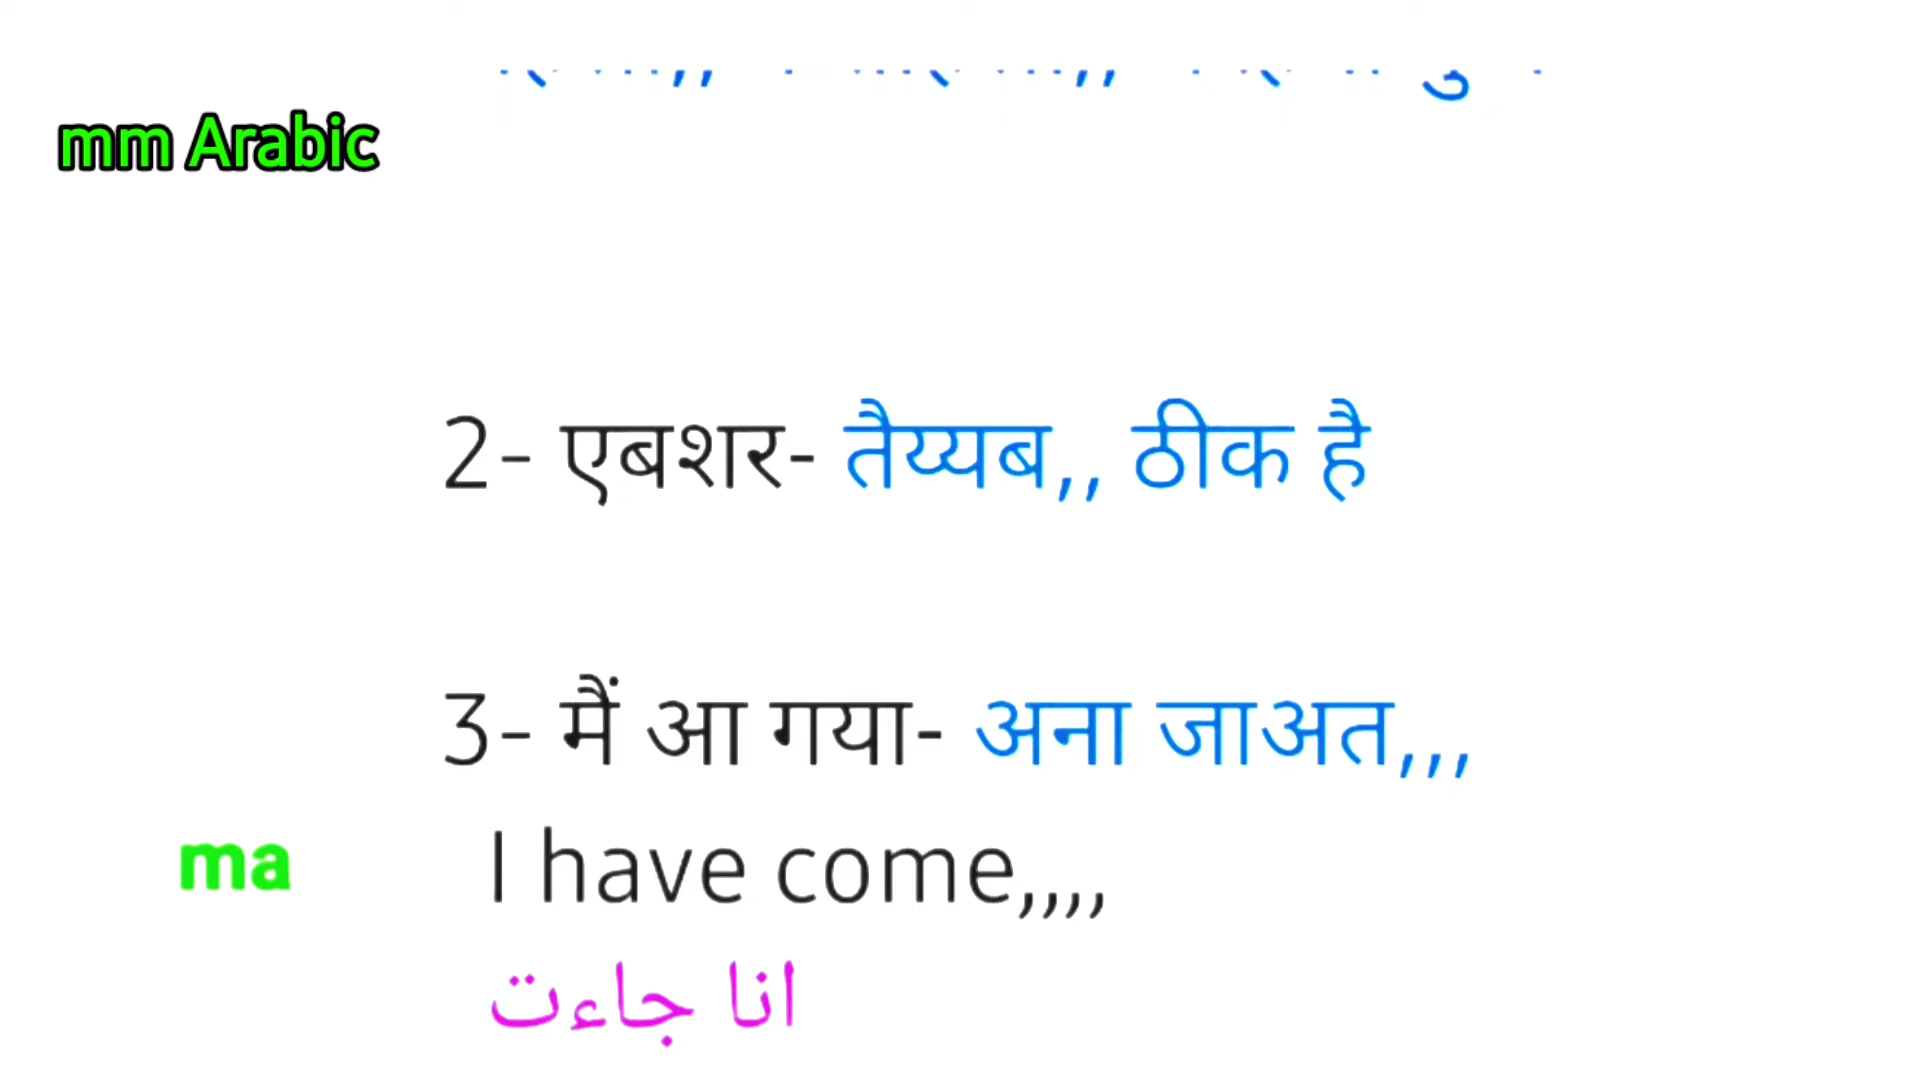 mm Arabic
2- एबशर- तैय्यब,, ठीक है
3- मैं आ गया- अना जाअत,,,
ma
I have come,,,,
انا جاءت